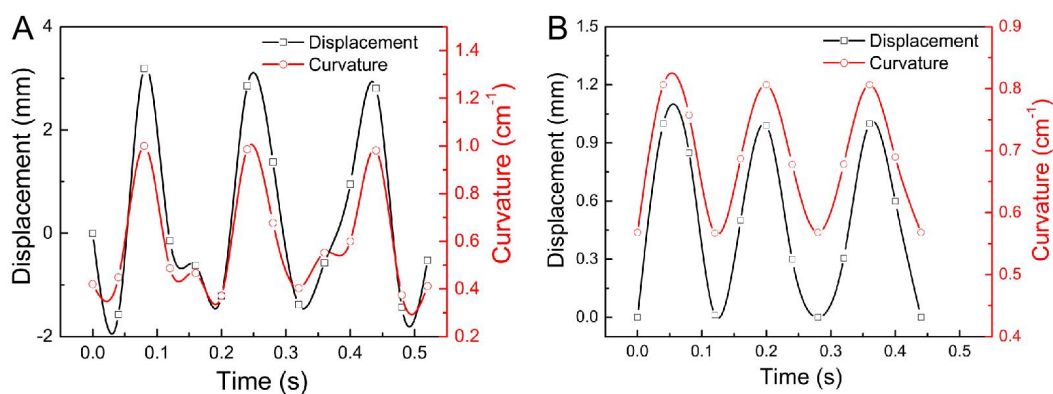 A
Displacement
Curvature
4
2
0
-2
Displacement (mm)
1.4
1.2
1.0
0.8
0.6
0.4
0.2
Curvature (cm⁻¹)
0.0 0.1 0.2 0.3 0.4 0.5
Time (s)
B
Displacement
Curvature
1.5
1.2
0.9
0.6
0.3
0.0
Displacement (mm)
0.9
0.8
0.7
0.6
0.5
0.4
Curvature (cm⁻¹)
0.0 0.1 0.2 0.3 0.4 0.5
Time (s)